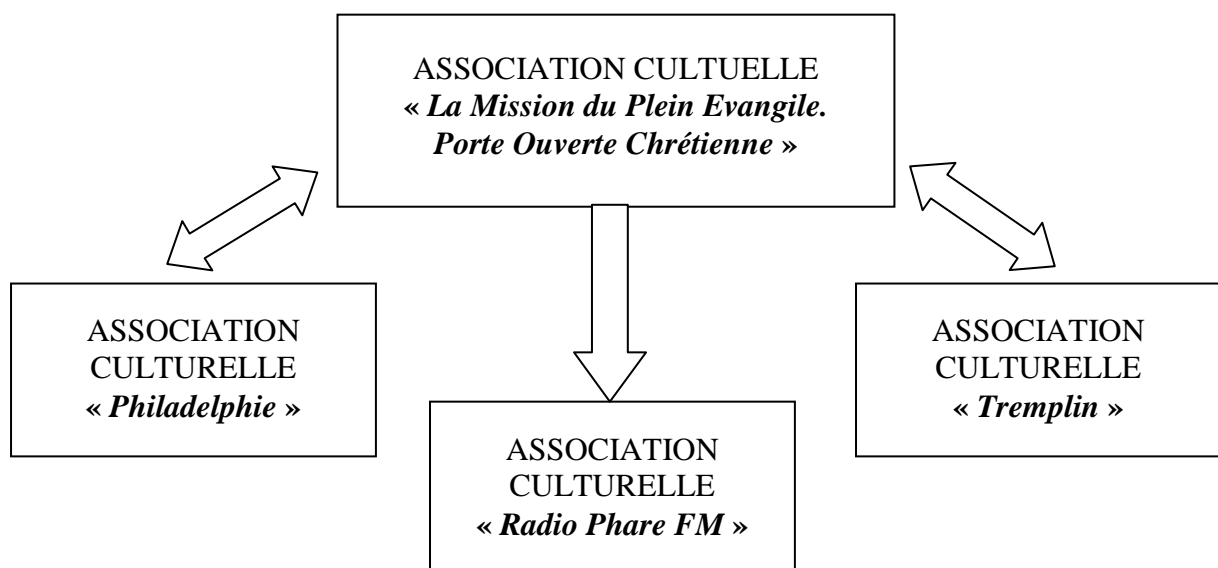 ASSOCIATION CULTUELLE
« La Mission du Plein Evangile.
Porte Ouverte Chrétienne »
ASSOCIATION
CULTURELLE
« Philadelphie »
ASSOCIATION
CULTURELLE
« Radio Phare FM »
ASSOCIATION
CULTURELLE
« Tremplin »